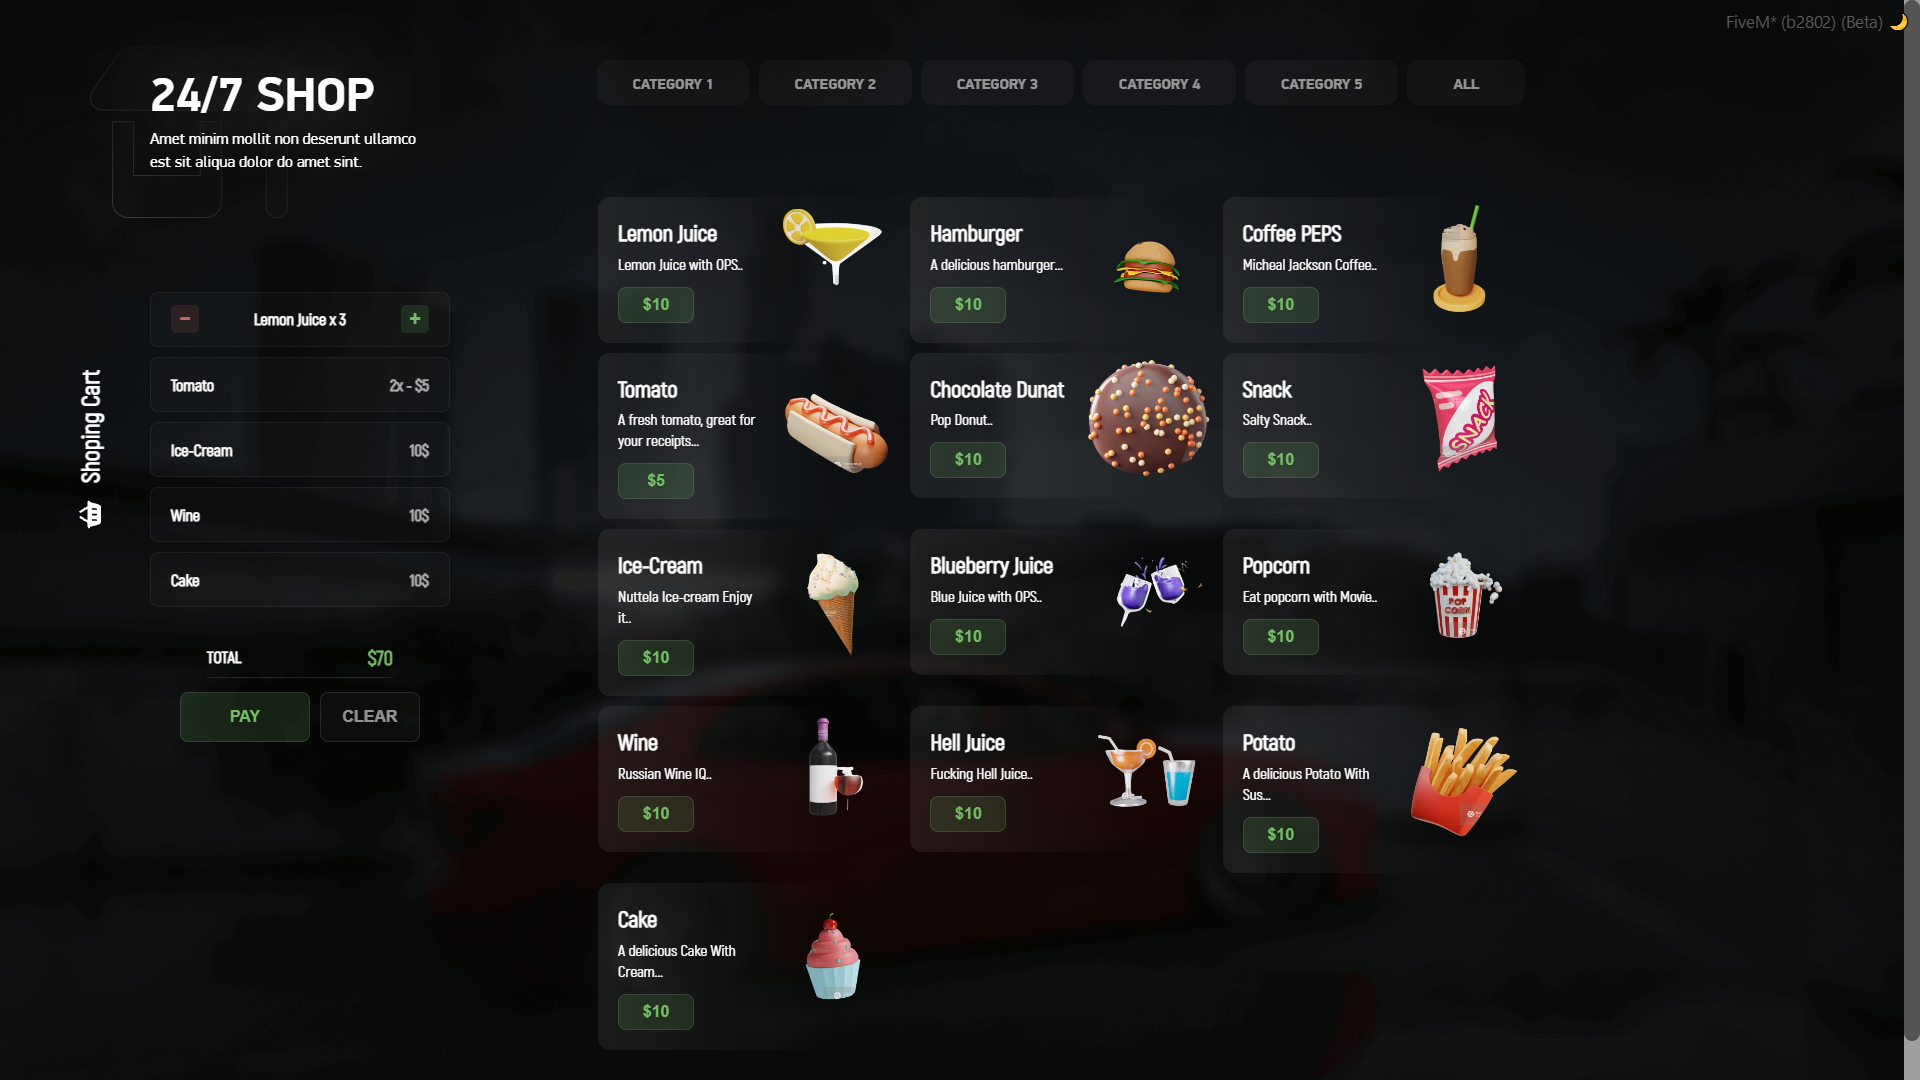 FiveM* (b2802) (Beta)
24/7 SHOP
Amet minim mollit non deserunt ullamco
est sit aliqua dolor do amet sint.
CATEGORY 1
CATEGORY 2
CATEGORY 3
CATEGORY 4
CATEGORY 5
ALL
Shoping Cart
− Lemon Juice x 3 +
Tomato 2x - $5
Ice-Cream 10$
Wine 10$
Cake 10$
TOTAL $70
PAY
CLEAR
Lemon Juice
Lemon Juice with OPS..
$10
Hamburger
A delicious hamburger...
$10
Coffee PEPS
Micheal Jackson Coffee..
$10
Tomato
A fresh tomato, great for
your receipts...
$5
Chocolate Dunat
Pop Donut..
$10
Snack
Salty Snack..
$10
SNACK
Ice-Cream
Nuttela Ice-cream Enjoy
it..
$10
Blueberry Juice
Blue Juice with OPS..
$10
Popcorn
Eat popcorn with Movie..
$10
POP
CORN
Wine
Russian Wine IQ..
$10
Hell Juice
Fucking Hell Juice..
$10
Potato
A delicious Potato With
Sus...
$10
Cake
A delicious Cake With
Cream...
$10